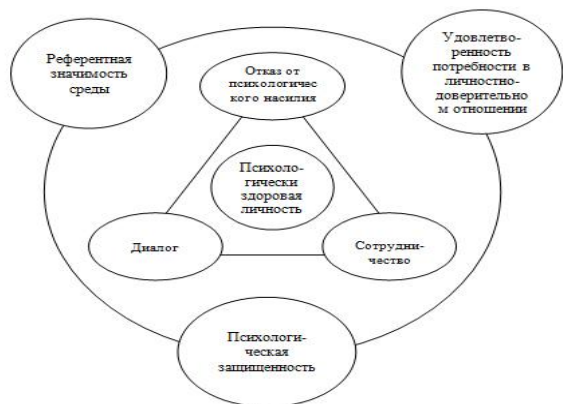 Референтная
значимость
среды
Удовлетво-
ренность
потребности в
личностно-
доверительно
м отношении
Отказ от
психологичес
кого насилия
Психоло-
гически
здоровая
личность
Диалог
Сотрудни-
чество
Психологи-
ческая
защищенность